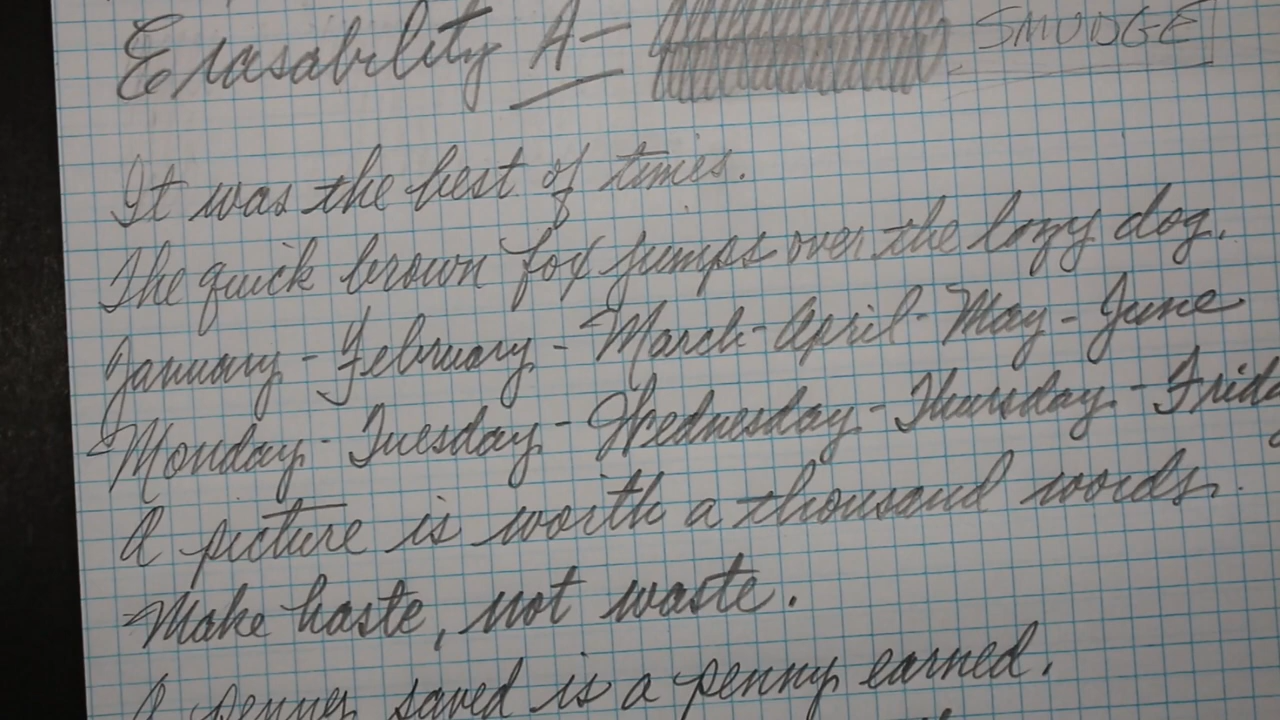 Erasability A- SMUDGE
It was the best of times.
The quick brown fox jumps over the lazy dog.
January - February - March - April - May - June
Monday - Tuesday - Wednesday - Thursday - Frida
A picture is worth a thousand words.
Make haste, not waste.
A penny saved is a penny earned.